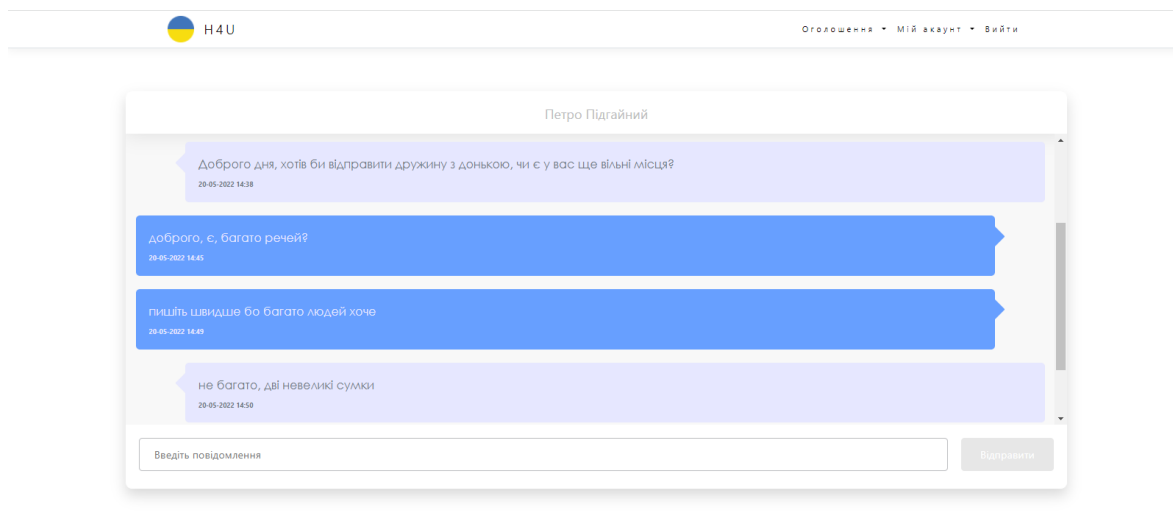 H4U
Оголошення Мій акаунт Вийти
Петро Підгайний
Доброго дня, хотів би відправити дружину з донькою, чи є у вас ще вільні місця?
20-05-2022 14:38
доброго, є, багато речей?
20-05-2022 14:45
пишіть швидше бо багато людей хоче
20-05-2022 14:49
не багато, дві невеликі сумки
20-05-2022 14:50
Введіть повідомлення
Відправити